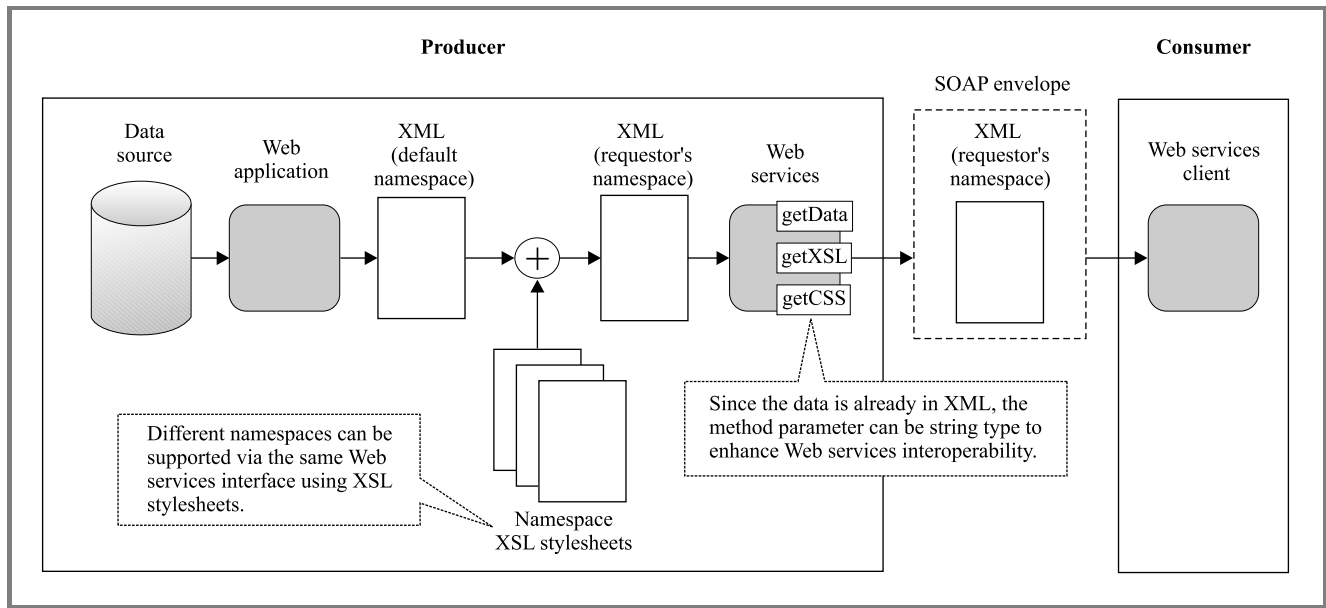 Producer
Consumer
SOAP envelope
Data
source
Web
application
XML
(default
namespace)
XML
(requestor's
namespace)
Web
services
getData
getXSL
getCSS
XML
(requestor's
namespace)
Web services
client
Since the data is already in XML, the
method parameter can be string type to
enhance Web services interoperability.
Different namespaces can be
supported via the same Web
services interface using XSL
stylesheets.
Namespace
XSL stylesheets